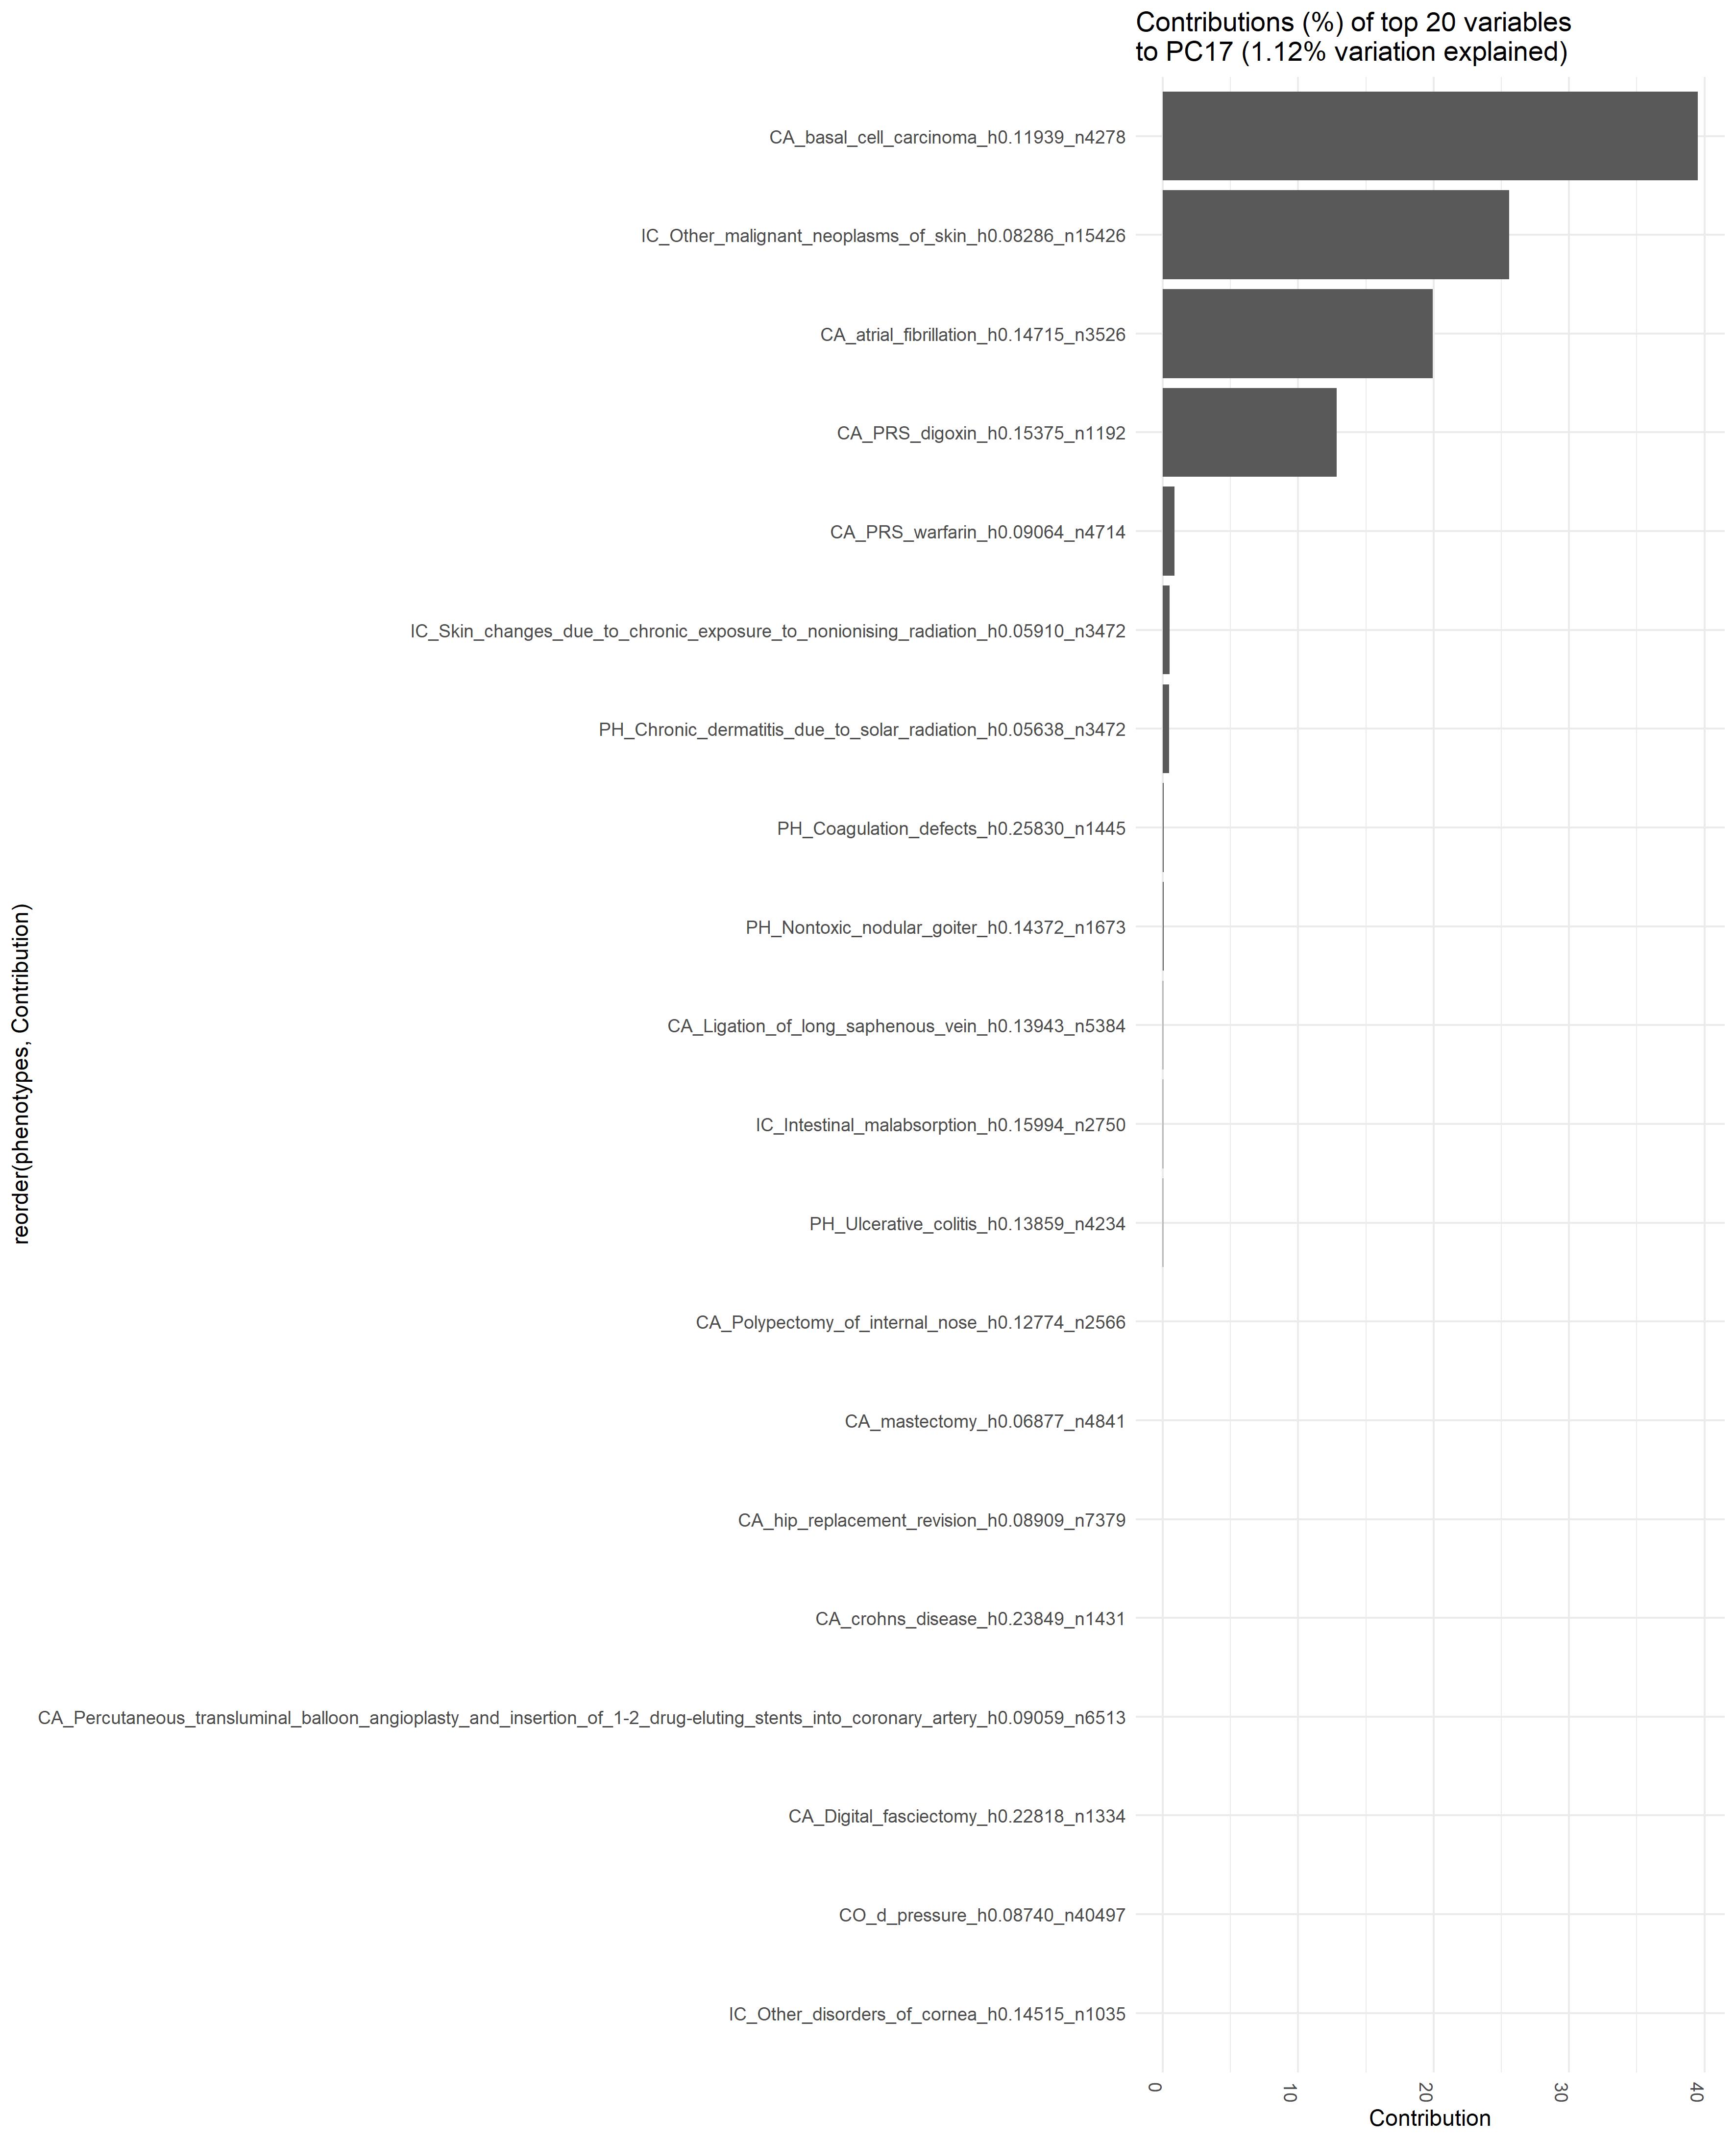 Contributions (%) of top 20 variables
to PC17 (1.12% variation explained)
reorder(phenotypes, Contribution)
CA_basal_cell_carcinoma_h0.11939_n4278
IC_Other_malignant_neoplasms_of_skin_h0.08286_n15426
CA_atrial_fibrillation_h0.14715_n3526
CA_PRS_digoxin_h0.15375_n1192
CA_PRS_warfarin_h0.09064_n4714
IC_Skin_changes_due_to_chronic_exposure_to_nonionising_radiation_h0.05910_n3472
PH_Chronic_dermatitis_due_to_solar_radiation_h0.05638_n3472
PH_Coagulation_defects_h0.25830_n1445
PH_Nontoxic_nodular_goiter_h0.14372_n1673
CA_Ligation_of_long_saphenous_vein_h0.13943_n5384
IC_Intestinal_malabsorption_h0.15994_n2750
PH_Ulcerative_colitis_h0.13859_n4234
CA_Polypectomy_of_internal_nose_h0.12774_n2566
CA_mastectomy_h0.06877_n4841
CA_hip_replacement_revision_h0.08909_n7379
CA_crohns_disease_h0.23849_n1431
CA_Percutaneous_transluminal_balloon_angioplasty_and_insertion_of_1-2_drug-eluting_stents_into_coronary_artery_h0.09059_n6513
CA_Digital_fasciectomy_h0.22818_n1334
CO_d_pressure_h0.08740_n40497
IC_Other_disorders_of_cornea_h0.14515_n1035
0 10 20 30 40
Contribution